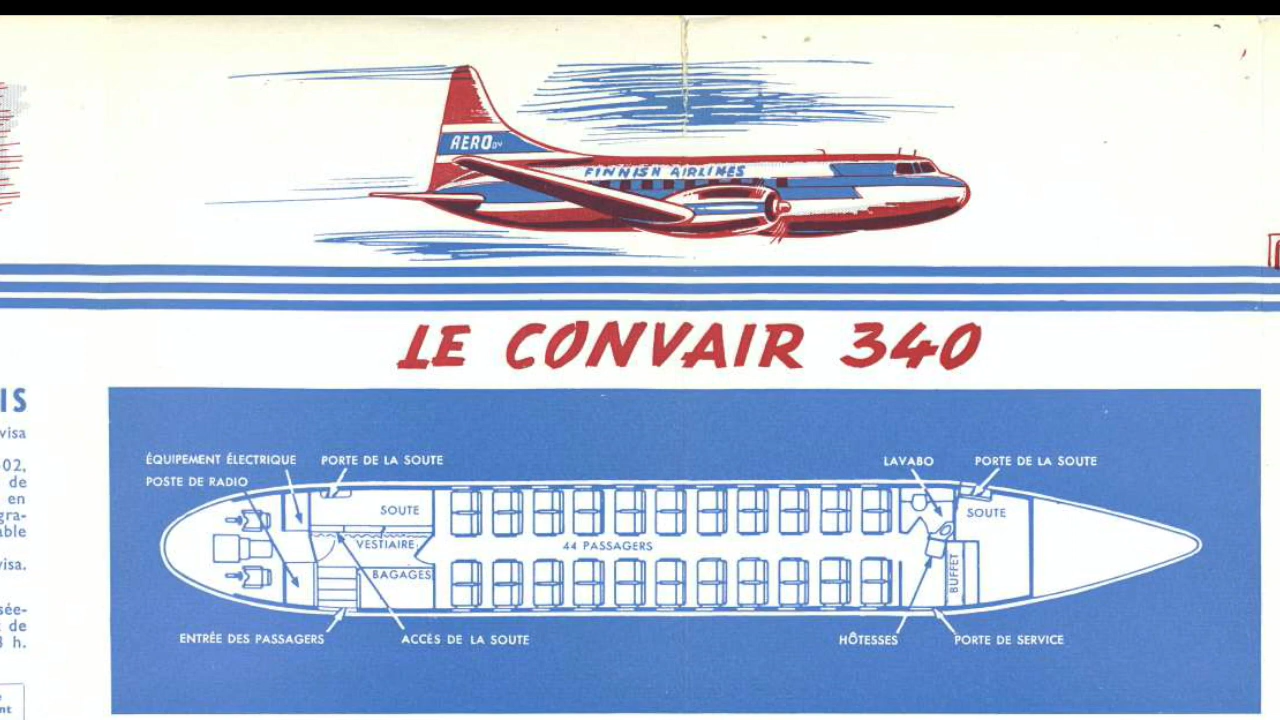 AERO O/Y
FINNISH AIRLINES
LE CONVAIR 340
IS
visa
02,
de
en
gra-
able
visa.
sée-
de
h.
nt
ÉQUIPEMENT ÉLECTRIQUE
PORTE DE LA SOUTE
LAVABO
PORTE DE LA SOUTE
POSTE DE RADIO
SOUTE
SOUTE
VESTIAIRE
44 PASSAGERS
BAGAGES
BUFFET
ENTRÉE DES PASSAGERS
ACCÈS DE LA SOUTE
HÔTESSES
PORTE DE SERVICE